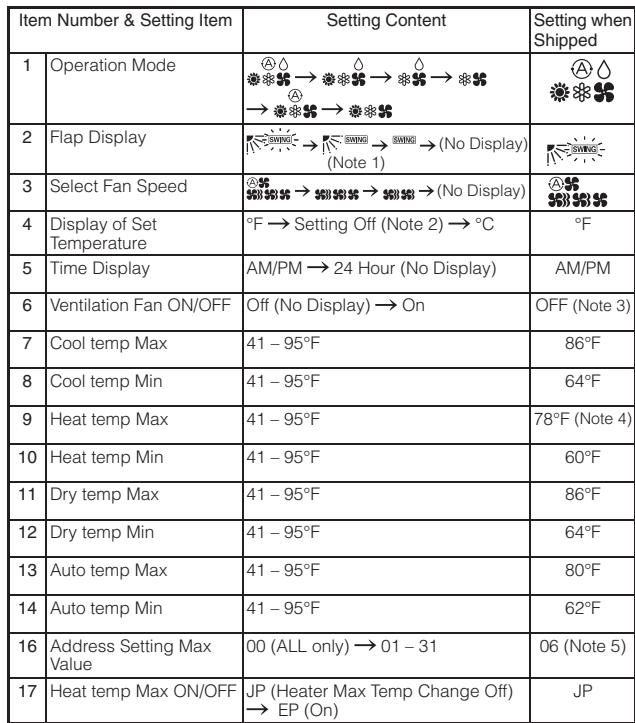 Item Number & Setting Item Setting Content Setting when
Shipped
1 Operation Mode Ⓐ → → →
→ Ⓐ → Ⓐ
2 Flap Display SWING → SWING → SWING → (No Display) SWING
(Note 1)
3 Select Fan Speed Ⓐ → → (No Display) Ⓐ
4 Display of Set °F → Setting Off (Note 2) → °C °F
Temperature
5 Time Display AM/PM → 24 Hour (No Display) AM/PM
6 Ventilation Fan ON/OFF Off (No Display) → On OFF (Note 3)
7 Cool temp Max 41 – 95°F 86°F
8 Cool temp Min 41 – 95°F 64°F
9 Heat temp Max 41 – 95°F 78°F (Note 4)
10 Heat temp Min 41 – 95°F 60°F
11 Dry temp Max 41 – 95°F 86°F
12 Dry temp Min 41 – 95°F 64°F
13 Auto temp Max 41 – 95°F 80°F
14 Auto temp Min 41 – 95°F 62°F
16 Address Setting Max 00 (ALL only) → 01 – 31 06 (Note 5)
Value
17 Heat temp Max ON/OFF JP (Heater Max Temp Change Off) JP
→ EP (On)